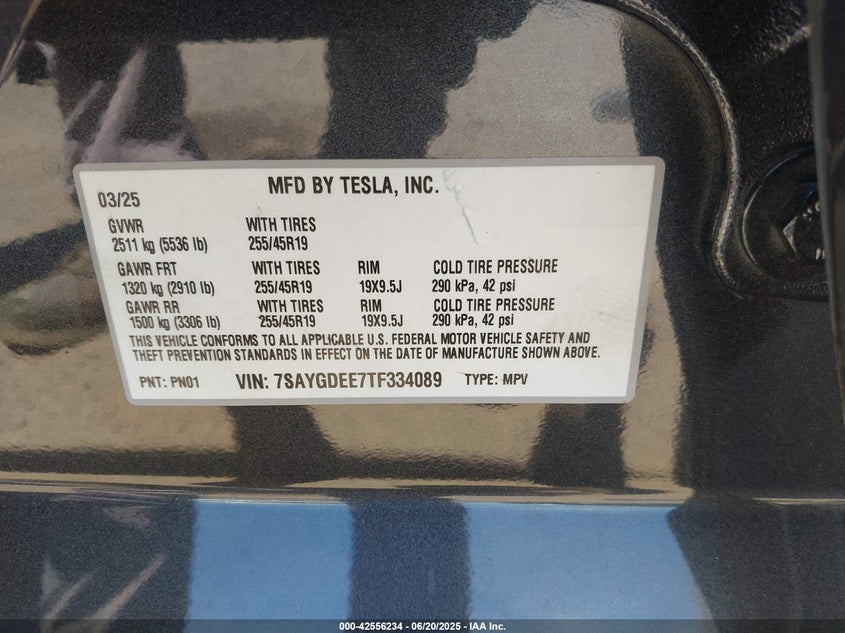 MFD BY TESLA, INC.
03/25
GVWR WITH TIRES
2511 kg (5536 lb) 255/45R19
GAWR FRT WITH TIRES RIM COLD TIRE PRESSURE
1320 kg (2910 lb) 255/45R19 19X9.5J 290 kPa, 42 psi
GAWR RR WITH TIRES RIM COLD TIRE PRESSURE
1500 kg (3306 lb) 255/45R19 19X9.5J 290 kPa, 42 psi
THIS VEHICLE CONFORMS TO ALL APPLICABLE U.S. FEDERAL MOTOR VEHICLE SAFETY AND
THEFT PREVENTION STANDARDS IN EFFECT ON THE DATE OF MANUFACTURE SHOWN ABOVE.
PNT: PN01 VIN: 7SAYGDEE7TF334089 TYPE: MPV
000-42556234 - 06/20/2025 - IAA Inc.